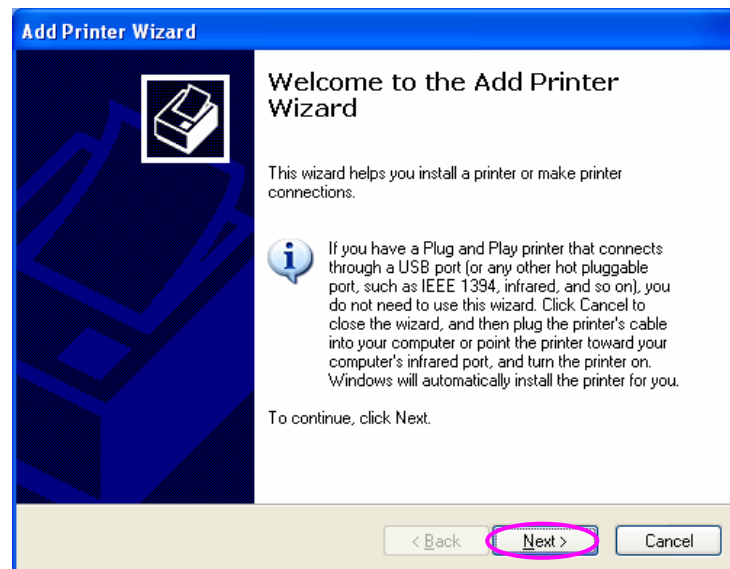 Add Printer Wizard
Welcome to the Add Printer
Wizard
This wizard helps you install a printer or make printer
connections.
If you have a Plug and Play printer that connects
through a USB port (or any other hot pluggable
port, such as IEEE 1394, infrared, and so on), you
do not need to use this wizard. Click Cancel to
close the wizard, and then plug the printer's cable
into your computer or point the printer toward your
computer's infrared port, and turn the printer on.
Windows will automatically install the printer for you.
To continue, click Next.
< Back Next > Cancel